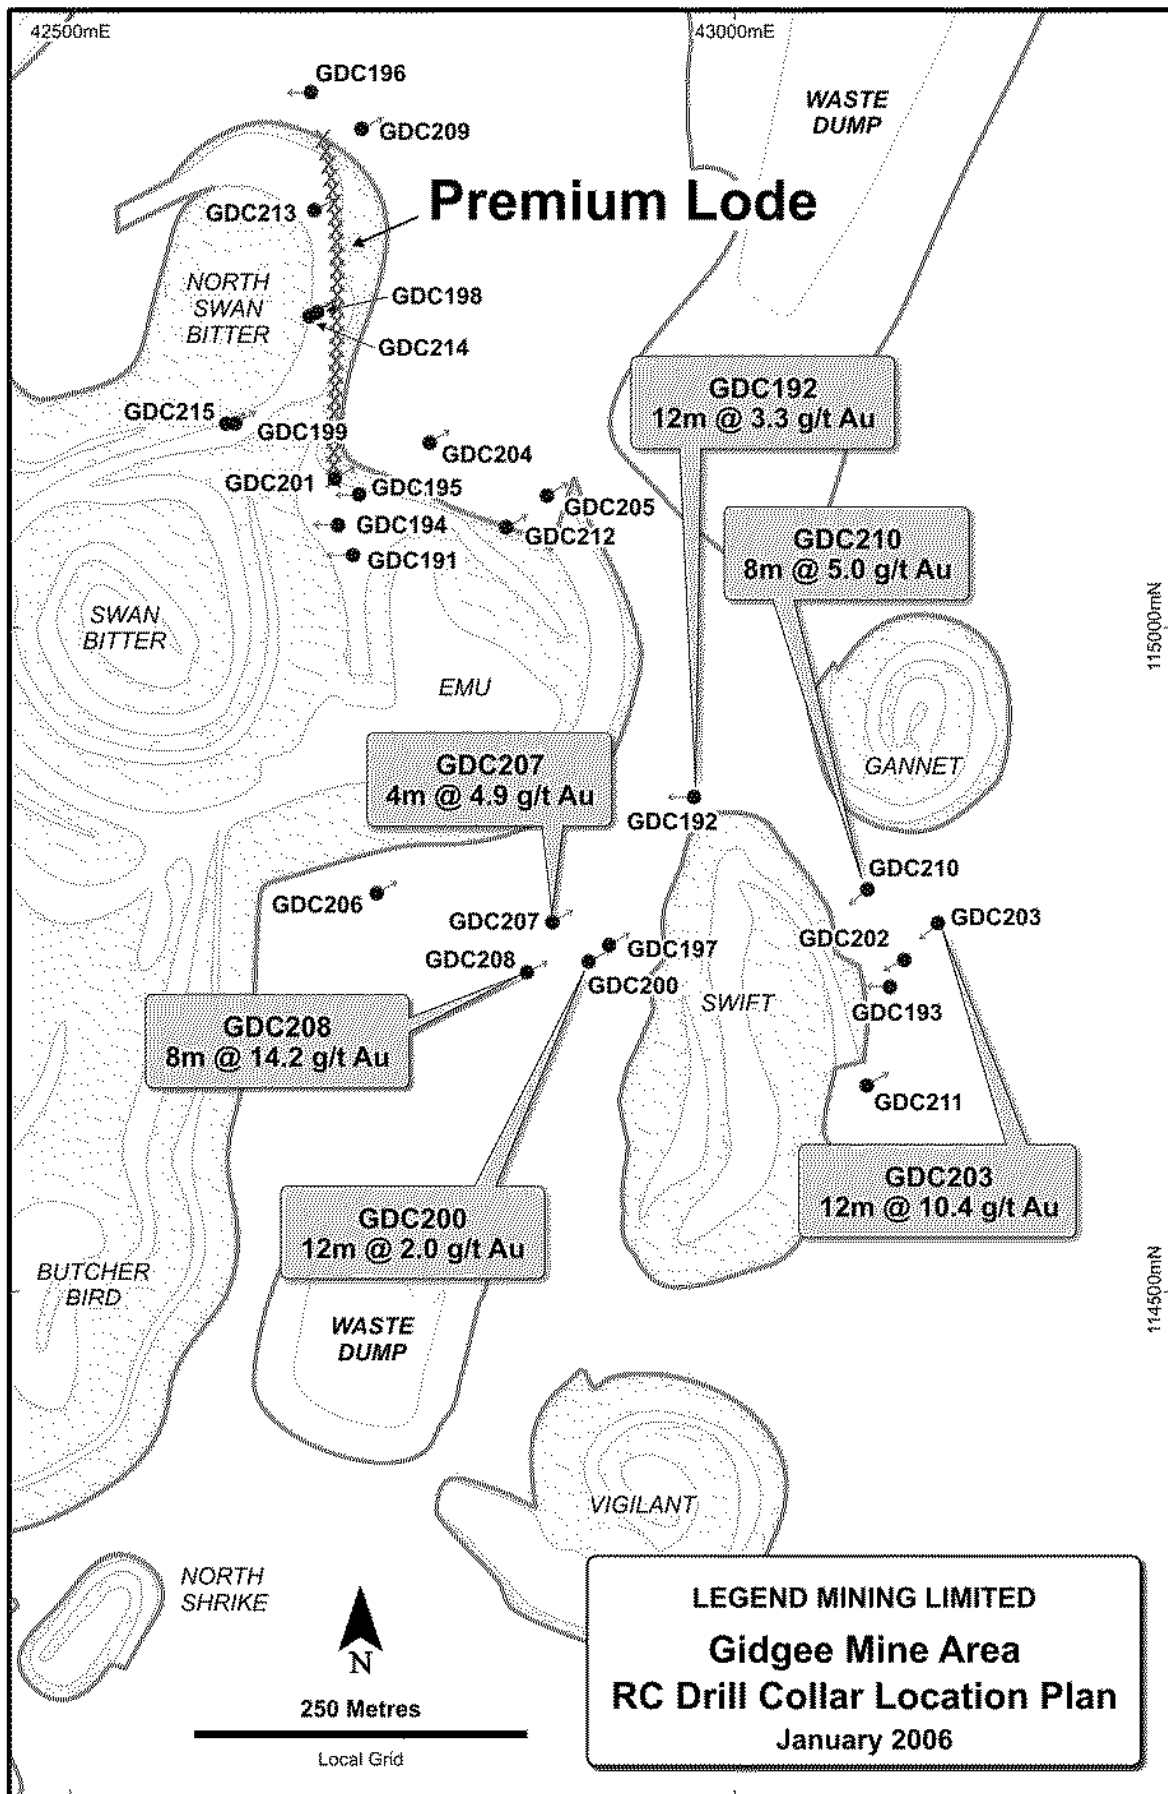 42500mE
43000mE
GDC196
WASTE
DUMP
GDC209
Premium Lode
GDC213
NORTH
SWAN
BITTER
GDC198
GDC214
GDC192
12m @ 3.3 g/t Au
GDC215
GDC199
GDC204
GDC201
GDC195
GDC205
GDC194
GDC212
GDC191
GDC210
8m @ 5.0 g/t Au
SWAN
BITTER
115000mN
EMU
GDC207
4m @ 4.9 g/t Au
GANNET
GDC192
GDC206
GDC210
GDC207
GDC203
GDC197
GDC202
GDC208
GDC200
SWIFT
GDC193
GDC208
8m @ 14.2 g/t Au
GDC211
GDC203
12m @ 10.4 g/t Au
GDC200
12m @ 2.0 g/t Au
BUTCHER
BIRD
114500mN
WASTE
DUMP
VIGILANT
NORTH
SHRIKE
N
250 Metres
Local Grid
LEGEND MINING LIMITED
Gidgee Mine Area
RC Drill Collar Location Plan
January 2006